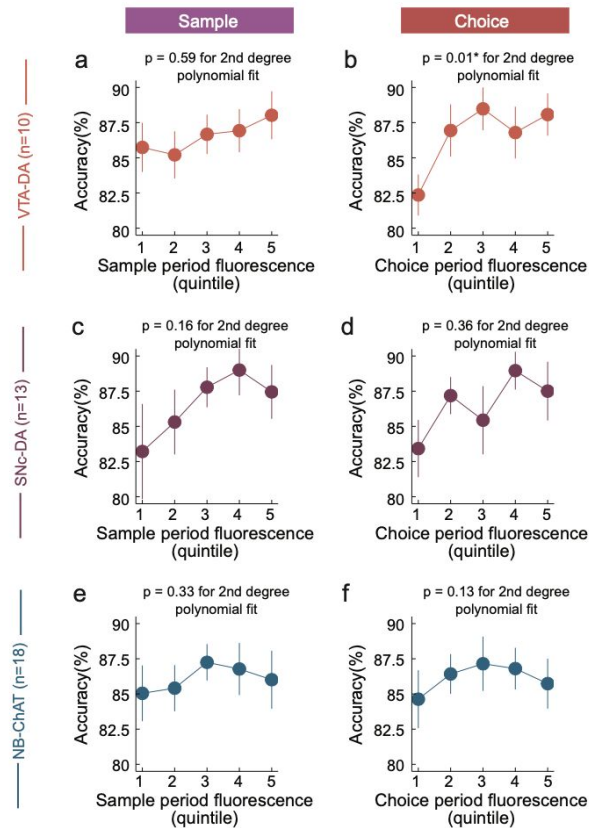 Sample
Choice
VTA-DA (n=10)
a
p = 0.59 for 2nd degree
polynomial fit
Accuracy(%)
90
87.5
85
82.5
80
1 2 3 4 5
Sample period fluorescence
(quintile)
b
p = 0.01* for 2nd degree
polynomial fit
Accuracy(%)
90
87.5
85
82.5
80
1 2 3 4 5
Choice period fluorescence
(quintile)
SNc-DA (n=13)
c
p = 0.16 for 2nd degree
polynomial fit
Accuracy(%)
90
87.5
85
82.5
80
1 2 3 4 5
Sample period fluorescence
(quintile)
d
p = 0.36 for 2nd degree
polynomial fit
Accuracy(%)
90
87.5
85
82.5
80
1 2 3 4 5
Choice period fluorescence
(quintile)
NB-ChAT (n=18)
e
p = 0.33 for 2nd degree
polynomial fit
Accuracy(%)
90
87.5
85
82.5
80
1 2 3 4 5
Sample period fluorescence
(quintile)
f
p = 0.13 for 2nd degree
polynomial fit
Accuracy(%)
90
87.5
85
82.5
80
1 2 3 4 5
Choice period fluorescence
(quintile)